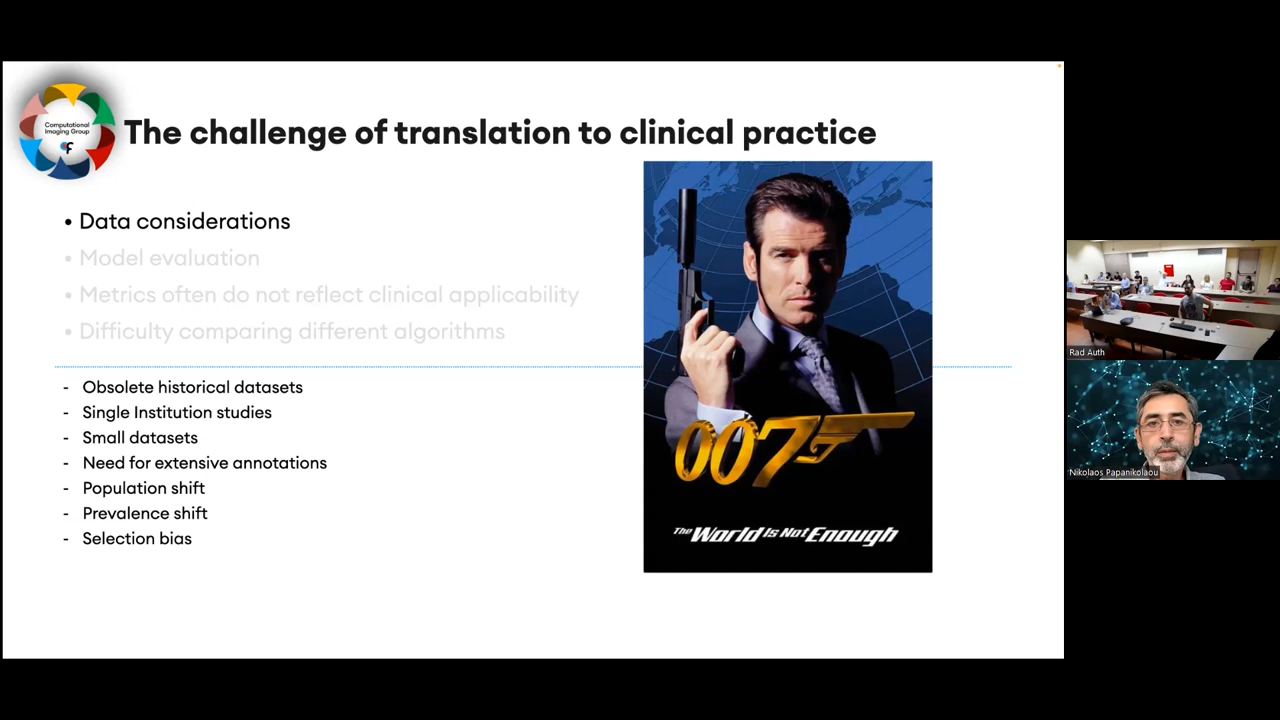 Computational
Imaging Group
The challenge of translation to clinical practice
• Data considerations
• Model evaluation
• Metrics often do not reflect clinical applicability
• Difficulty comparing different algorithms
- Obsolete historical datasets
- Single Institution studies
- Small datasets
- Need for extensive annotations
- Population shift
- Prevalence shift
- Selection bias
007
The World Is Not Enough
Rad Auth
Nikolaos Papanikolaou